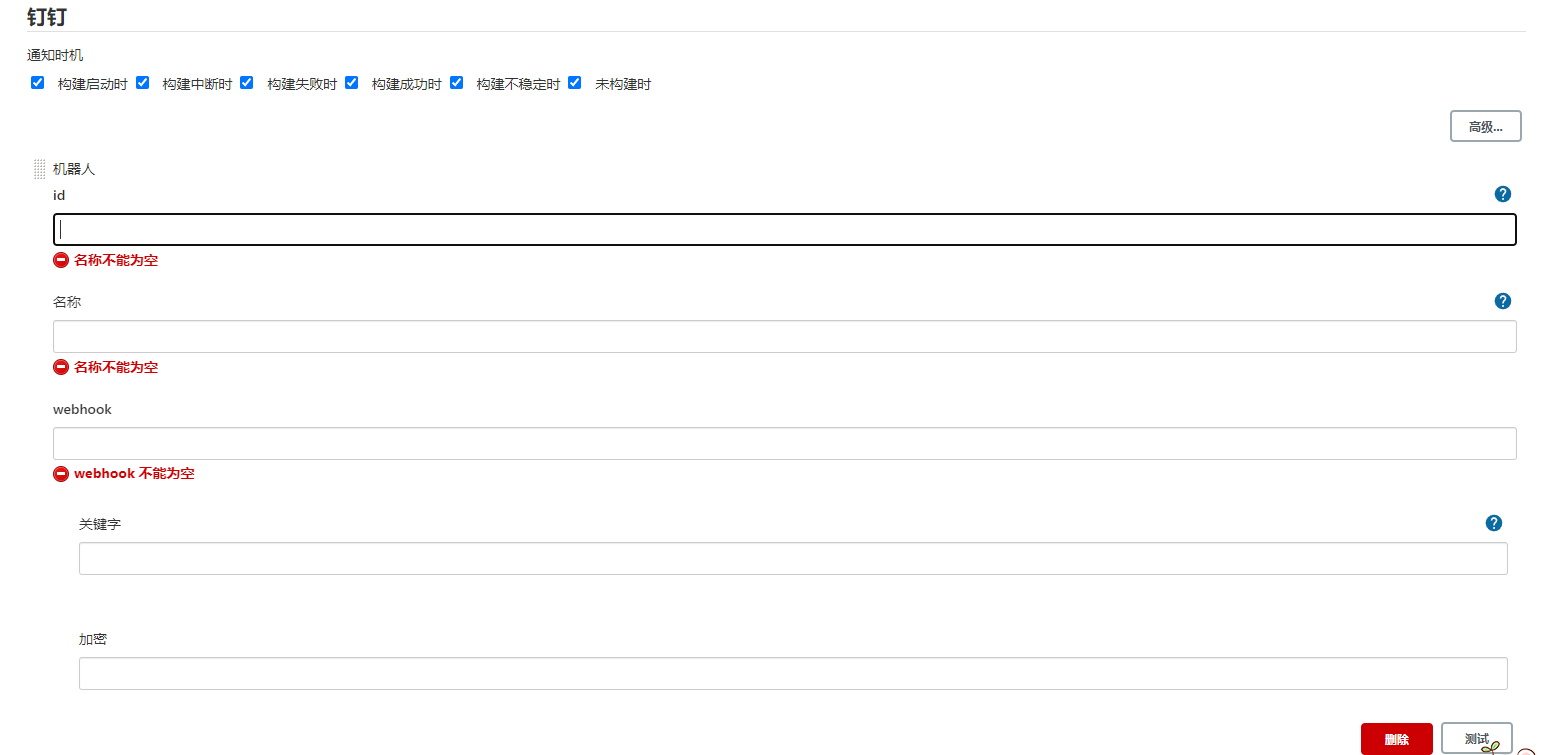 钉钉
通知时机
构建启动时 构建中断时 构建失败时 构建成功时 构建不稳定时 未构建时
高级...
机器人
id
名称不能为空
名称
名称不能为空
webhook
webhook 不能为空
关键字
加密
删除 测试